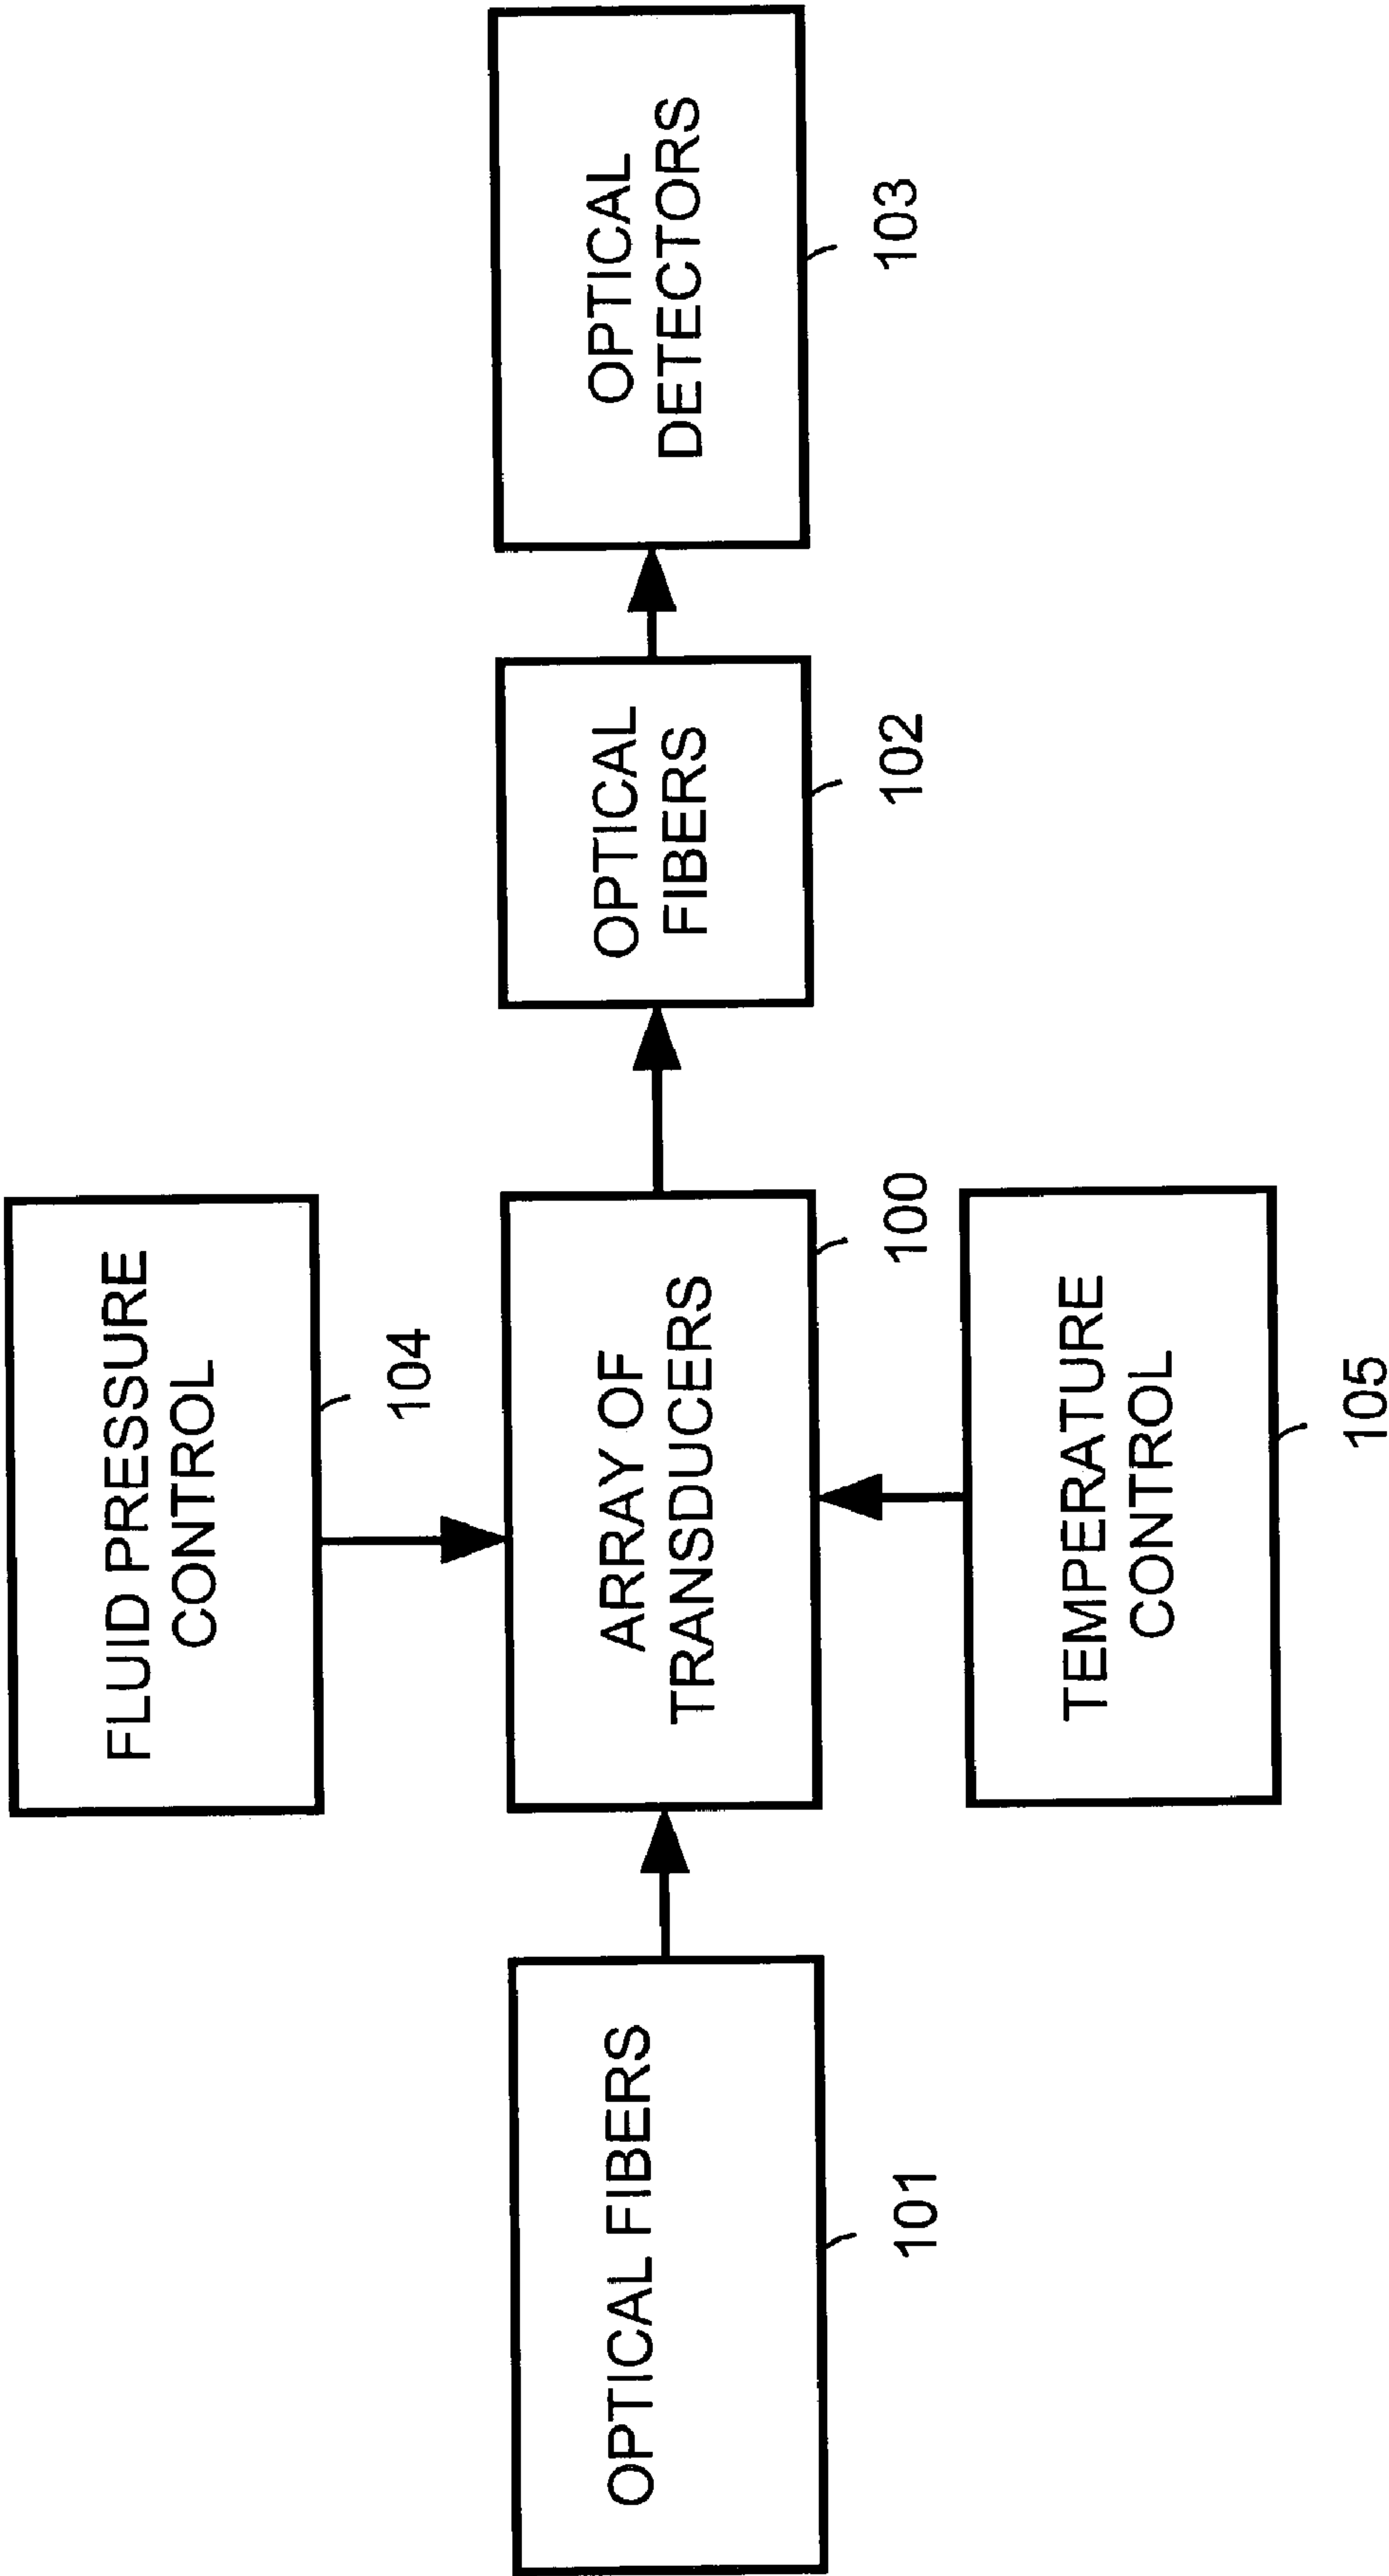 FLUID PRESSURE
CONTROL
104
OPTICAL FIBERS
101
ARRAY OF
TRANSDUCERS
100
OPTICAL
FIBERS
102
OPTICAL
DETECTORS
103
TEMPERATURE
CONTROL
105